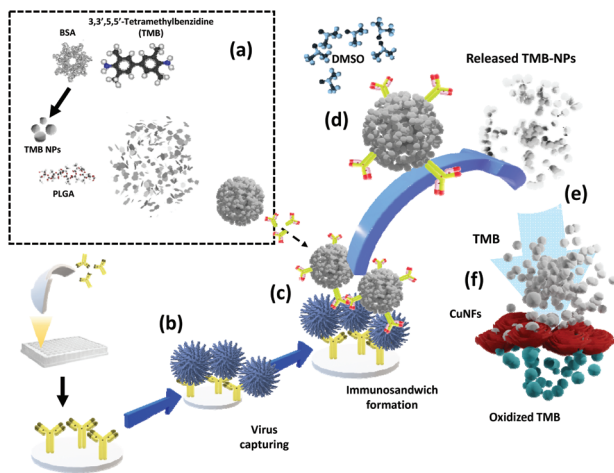 3,3',5,5'-Tetramethylbenzidine
(TMB)
BSA
(a)
TMB NPs
PLGA
DMSO
(d)
Released TMB-NPs
(e)
TMB
(f)
CuNFs
Oxidized TMB
(b)
(c)
Virus
capturing
Immunosandwich
formation